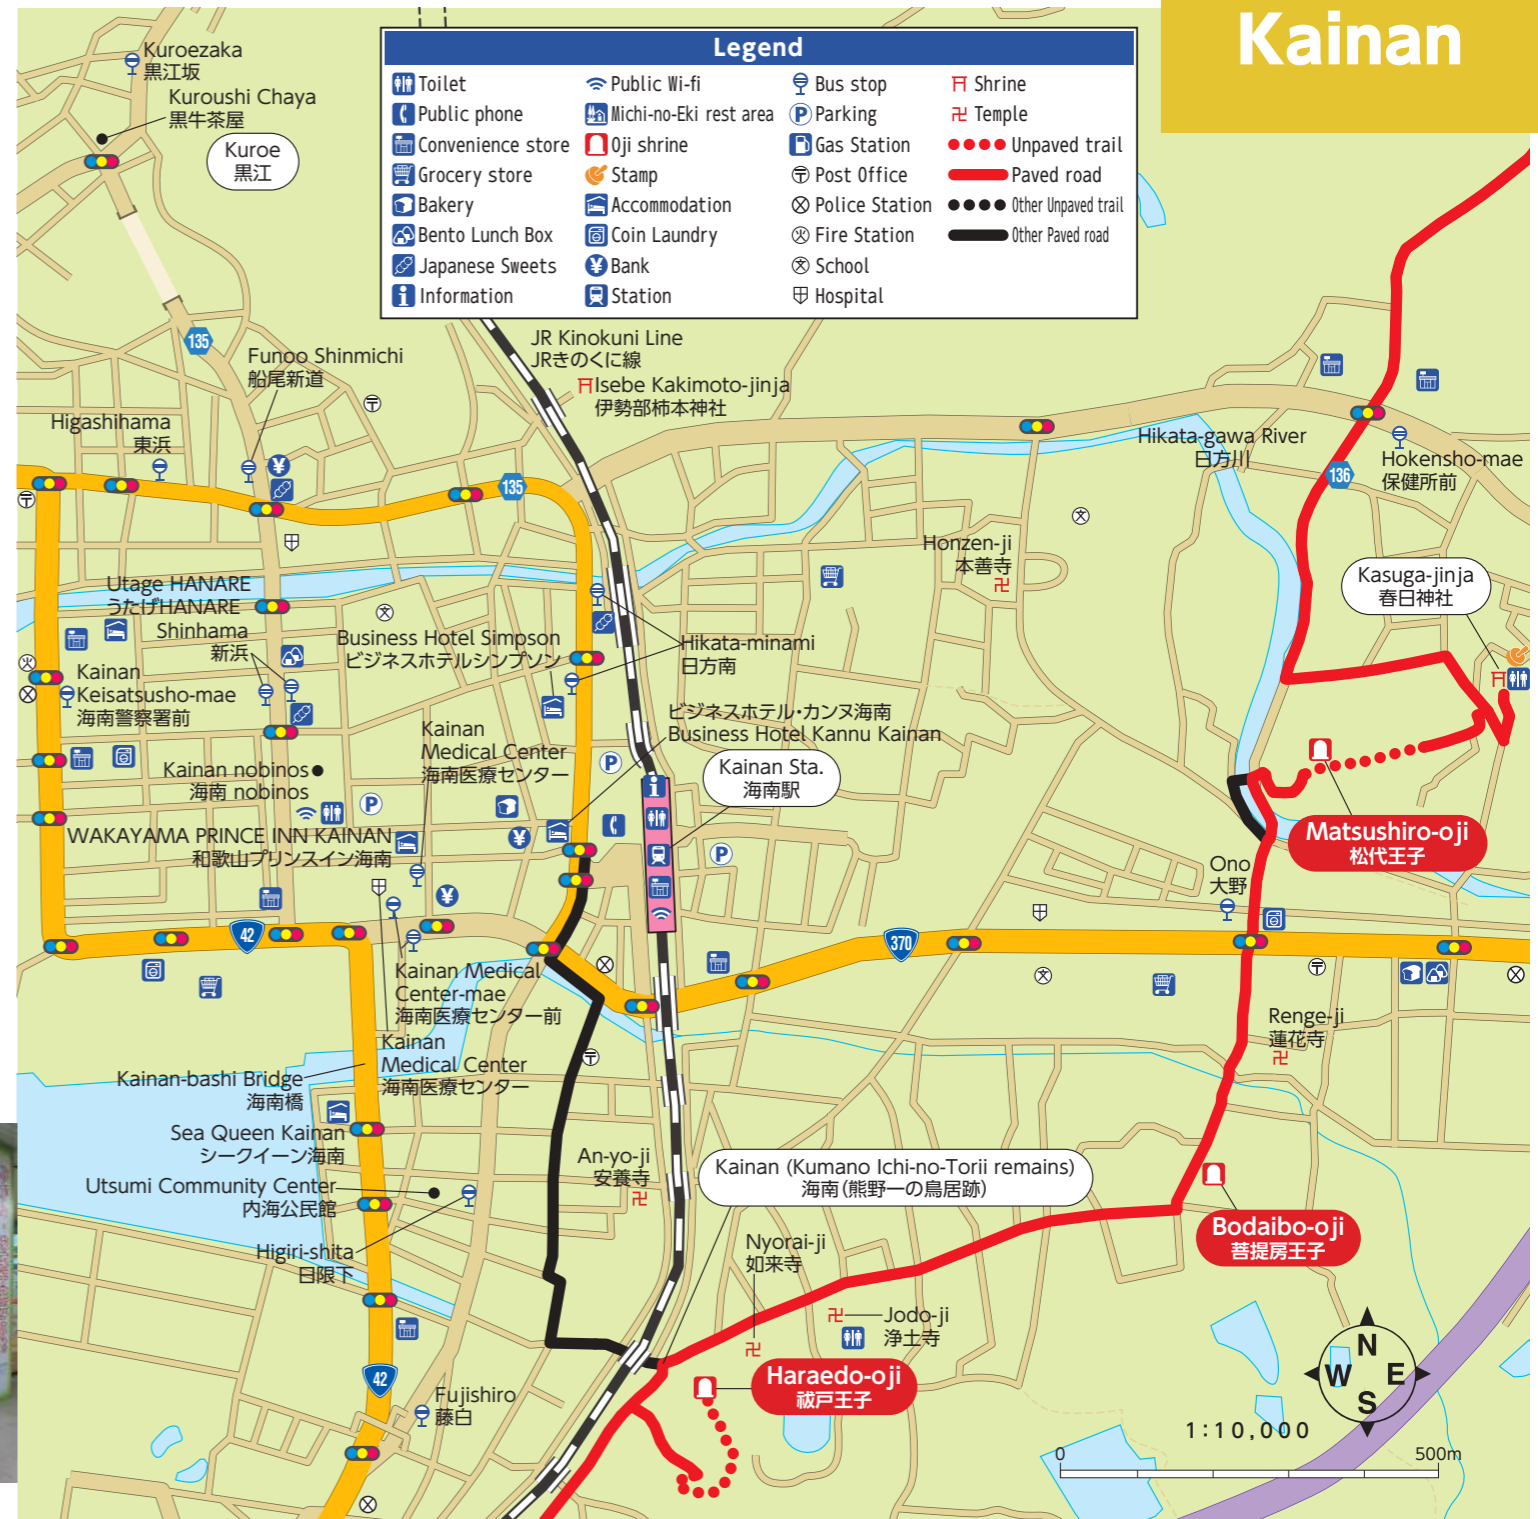 Kainan
Legend
Toilet
Public phone
Convenience store
Grocery store
Bakery
Bento Lunch Box
Japanese Sweets
Information
Public Wi-fi
Michi-no-Eki rest area
Oji shrine
Stamp
Accommodation
Coin Laundry
Bank
Station
Bus stop
Parking
Gas Station
Post Office
Police Station
Fire Station
School
Hospital
Shrine
Temple
Unpaved trail
Paved road
Other Unpaved trail
Other Paved road
Kuroezaka
黒江坂
Kuroushi Chaya
黒牛茶屋
Kuroe
黒江
135
Funoo Shinmichi
船尾新道
Higashihama
東浜
JR Kinokuni Line
JRきのくに線
Isebe Kakimoto-jinja
伊勢部柿本神社
135
Hikata-gawa River
日方川
136
Hokensho-mae
保健所前
Honzen-ji
本善寺
Kasuga-jinja
春日神社
Utage HANARE
うたげHANARE
Shinhama
新浜
Business Hotel Simpson
ビジネスホテルシンプソン
Hikata-minami
日方南
Kainan
Keisatsusho-mae
海南警察署前
Kainan
Medical Center
海南医療センター
ビジネスホテル・カンヌ海南
Business Hotel Kannu Kainan
Kainan Sta.
海南駅
Kainan nobinos
海南 nobinos
WAKAYAMA PRINCE INN KAINAN
和歌山プリンスイン海南
Matsushiro-oji
松代王子
Ono
大野
42
370
Kainan Medical
Center-mae
海南医療センター前
Kainan
Medical Center
海南医療センター
Renge-ji
蓮花寺
Kainan-bashi Bridge
海南橋
Sea Queen Kainan
シークイーン海南
Utsumi Community Center
内海公民館
Higiri-shita
日限下
An-yo-ji
安養寺
Kainan (Kumano Ichi-no-Torii remains)
海南(熊野一の鳥居跡)
Bodaibo-oji
菩提房王子
Nyorai-ji
如来寺
Jodo-ji
浄土寺
Haraedo-oji
祓戸王子
42
Fujishiro
藤白
N
W
E
S
1:10,000
0
500m